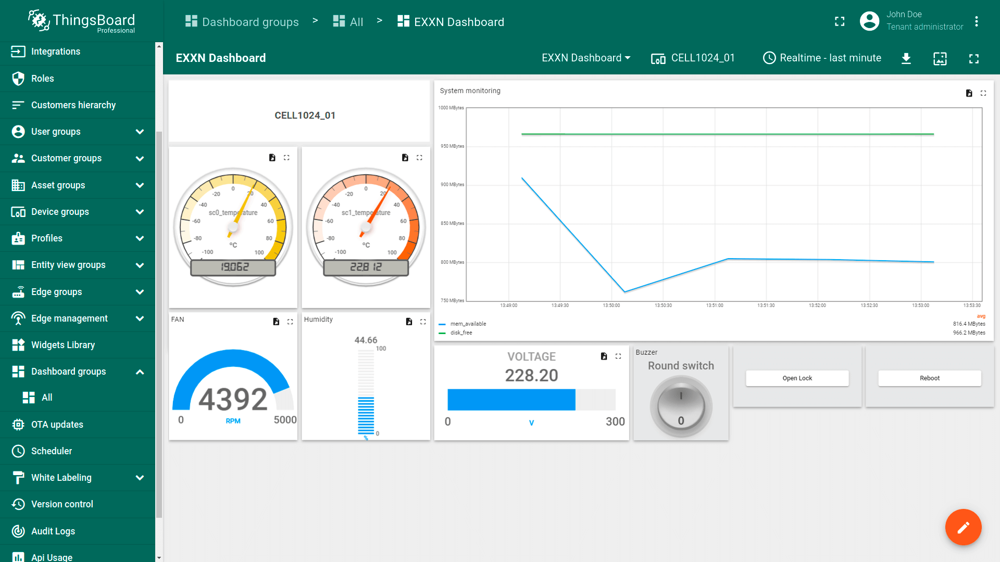 ThingsBoard
Professional
Dashboard groups > All > EXXN Dashboard
John Doe
Tenant administrator
EXXN Dashboard
EXXN Dashboard
CELL1024_01
Realtime - last minute
Integrations
Roles
Customers hierarchy
User groups
Customer groups
Asset groups
Device groups
Profiles
Entity view groups
Edge groups
Edge management
Widgets Library
Dashboard groups
All
OTA updates
Scheduler
White Labeling
Version control
Audit Logs
Api Usage
CELL1024_01
-100
-80
-60
-40
-20
0
20
40
60
80
100
sc0_temperature
°C
19.062
-100
-80
-60
-40
-20
0
20
40
60
80
100
sc1_temperature
°C
22.812
System monitoring
1000 MBytes
950 MBytes
900 MBytes
850 MBytes
800 MBytes
750 MBytes
13:49:00 13:49:30 13:50:00 13:50:30 13:51:00 13:51:30 13:52:00 13:52:30 13:53:00 13:53:30
avg
mem_available 816.4 MBytes
disk_free 966.2 MBytes
FAN
4392
0 RPM 5000
Humidity
44.66
100
0
%
VOLTAGE
228.20
0 V 300
Buzzer
Round switch
I
0
Open Lock
Reboot